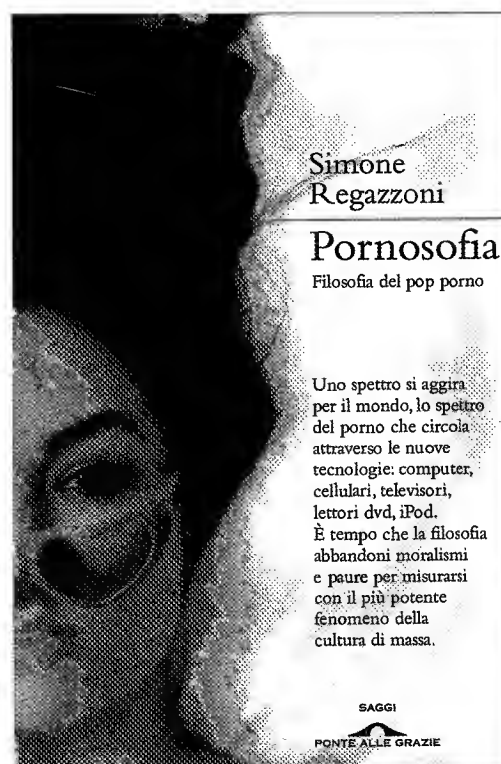 Simone
Regazzoni
Pornosofia
Filosofia del pop porno
Uno spettro si aggira
per il mondo, lo spettro
del porno che circola
attraverso le nuove
tecnologie: computer,
cellulari, televisori,
lettori dvd, iPod.
È tempo che la filosofia
abbandoni moralismi
e paure per misurarsi
con il più potente
fenomeno della
cultura di massa.
SAGGI
PONTE ALLE GRAZIE